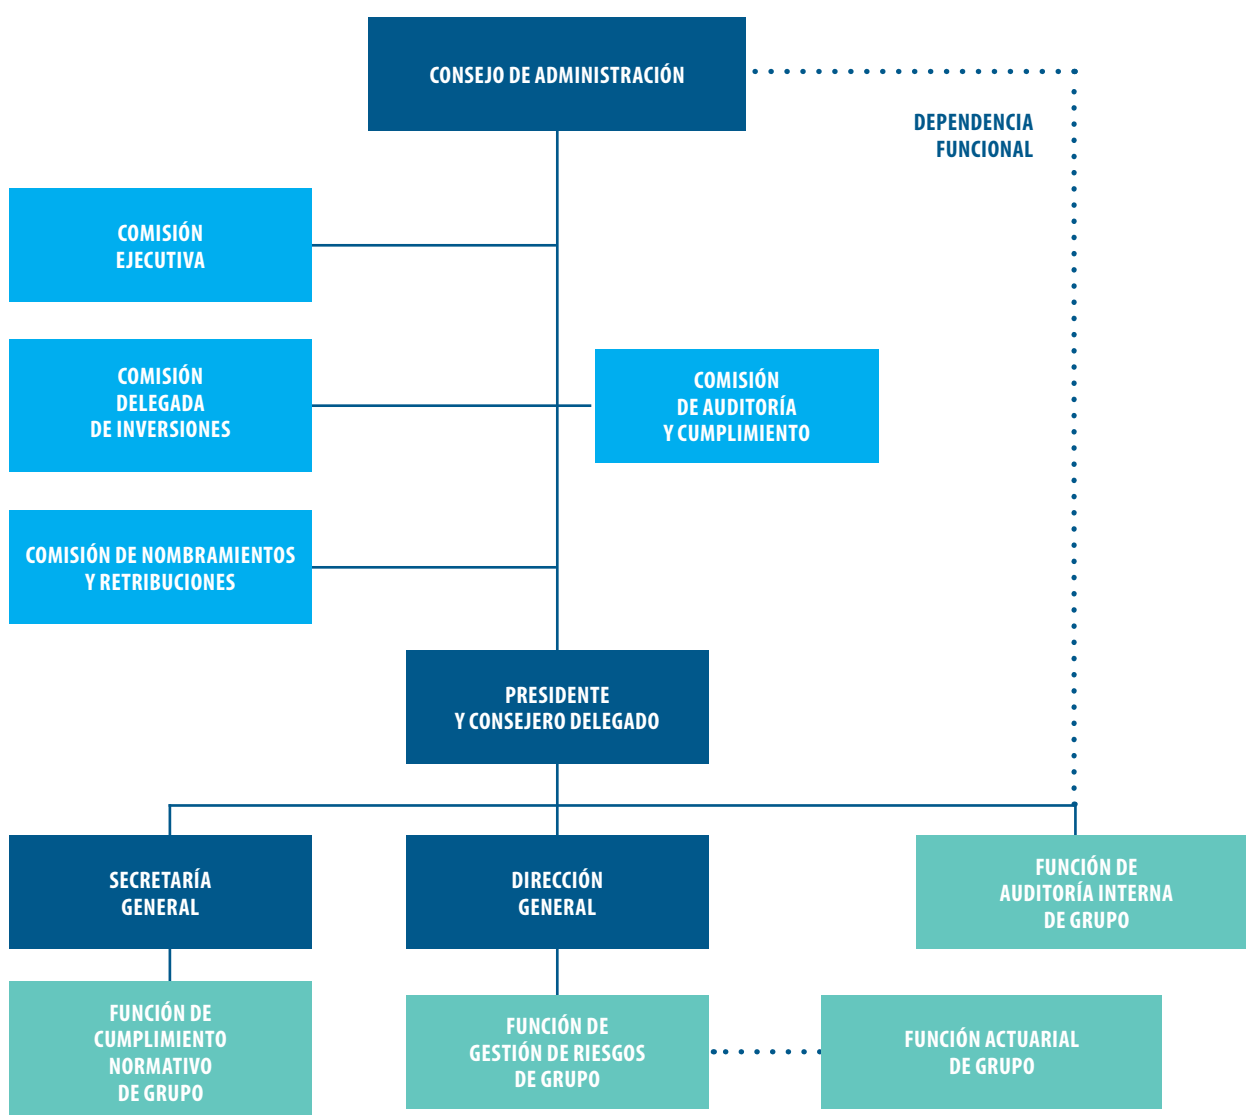 CONSEJO DE ADMINISTRACIÓN
DEPENDENCIA
FUNCIONAL
COMISIÓN
EJECUTIVA
COMISIÓN
DELEGADA
DE INVERSIONES
COMISIÓN
DE AUDITORÍA
Y CUMPLIMIENTO
COMISIÓN DE NOMBRAMIENTOS
Y RETRIBUCIONES
PRESIDENTE
Y CONSEJERO DELEGADO
SECRETARÍA
GENERAL
DIRECCIÓN
GENERAL
FUNCIÓN DE
AUDITORÍA INTERNA
DE GRUPO
FUNCIÓN DE
CUMPLIMIENTO
NORMATIVO
DE GRUPO
FUNCIÓN DE
GESTIÓN DE RIESGOS
DE GRUPO
FUNCIÓN ACTUARIAL
DE GRUPO